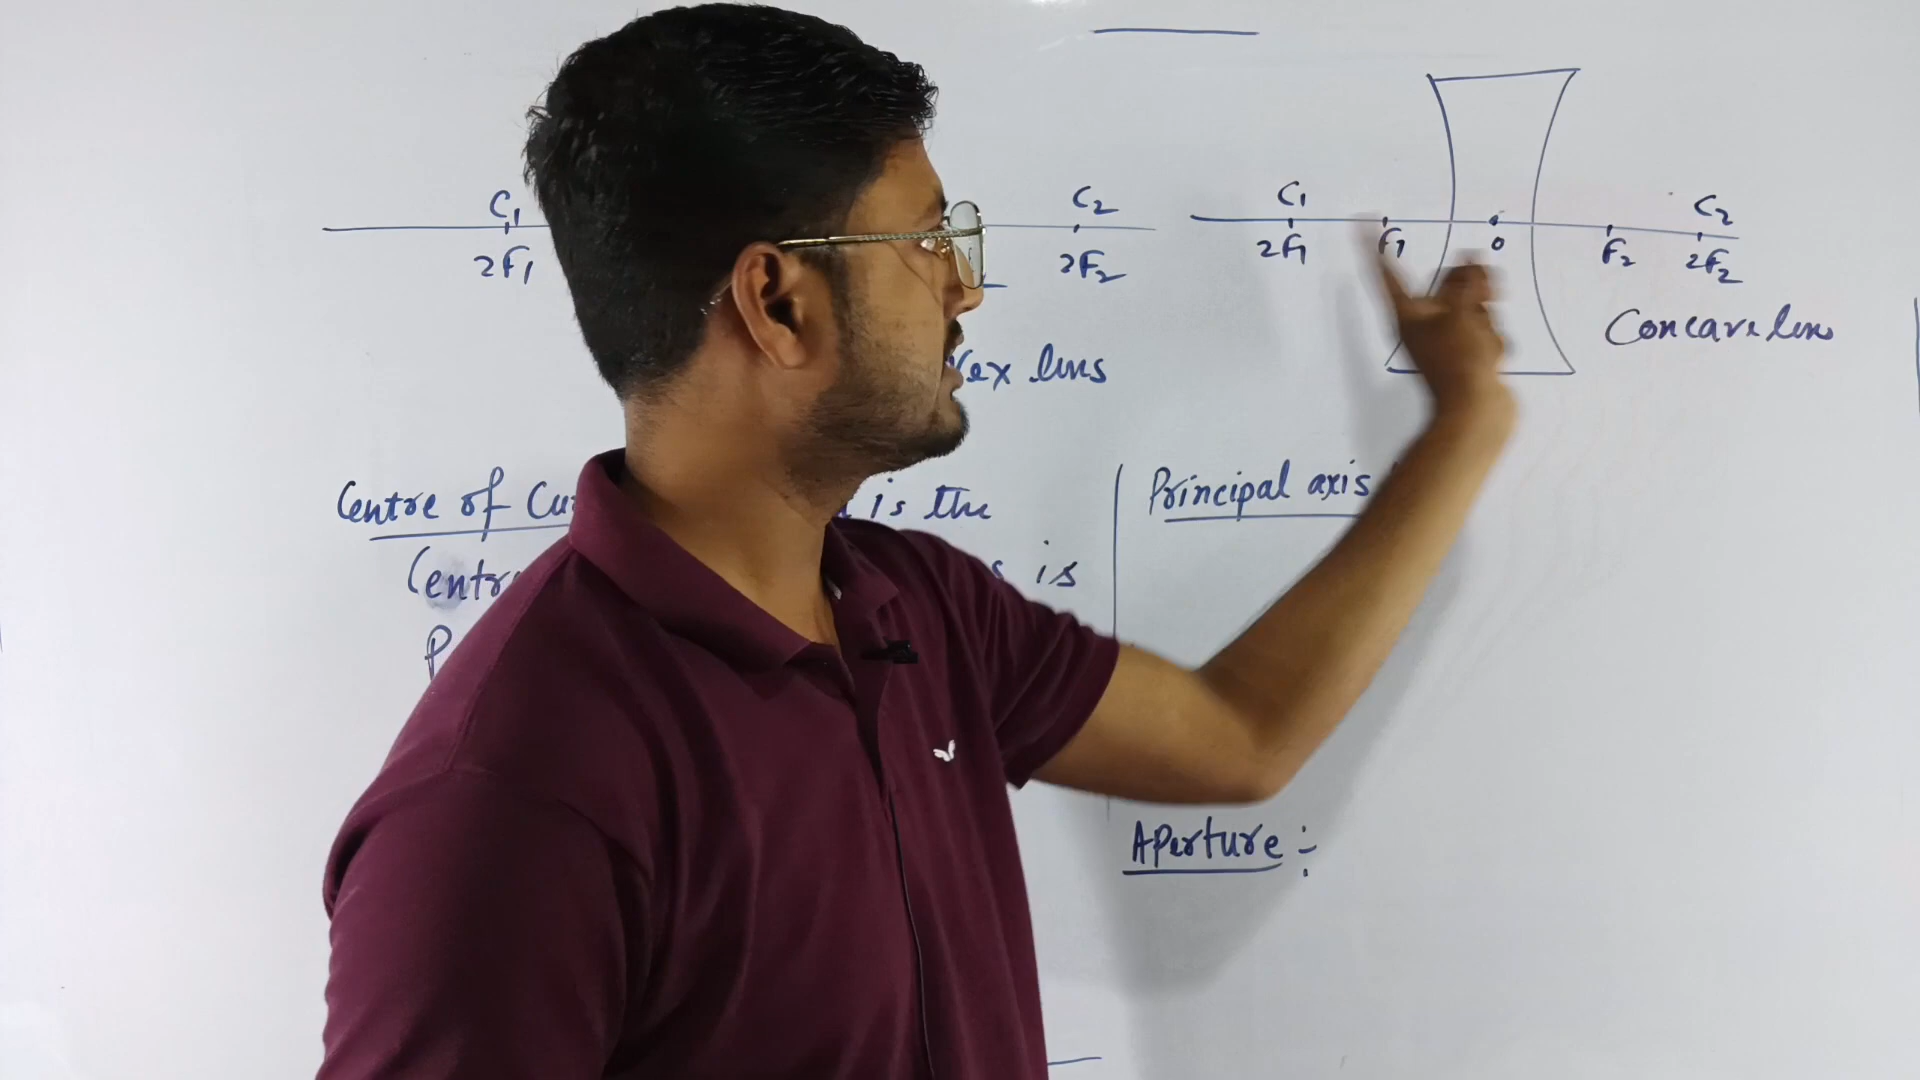 C₁
2F₁
C₂
2F₂
vex lens
C₁
2F₁
F₁
O
F₂
C₂
2F₂
Concave lens
Centre of Cu
is the
Centr
is
P
Principal axis
Aperture :-